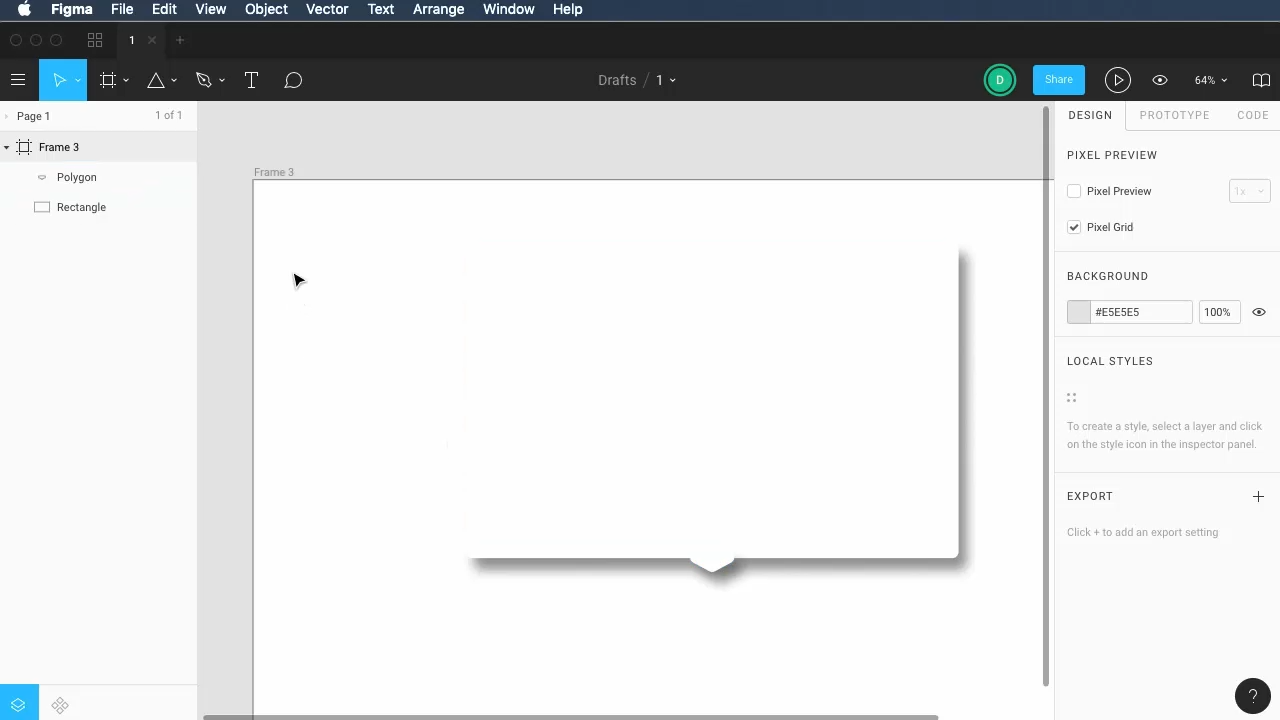 Figma File Edit View Object Vector Text Arrange Window Help
1
Drafts / 1
D
Share
64%
Page 1
1 of 1
DESIGN PROTOTYPE CODE
Frame 3
Polygon
Rectangle
Frame 3
PIXEL PREVIEW
Pixel Preview
1x
Pixel Grid
BACKGROUND
#E5E5E5
100%
LOCAL STYLES
To create a style, select a layer and click
on the style icon in the inspector panel.
EXPORT
Click + to add an export setting
?